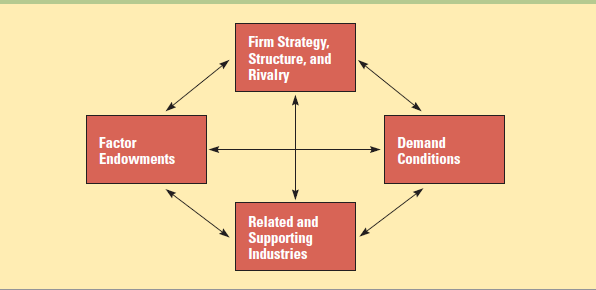 Firm Strategy,
Structure, and
Rivalry
Factor
Endowments
Demand
Conditions
Related and
Supporting
Industries